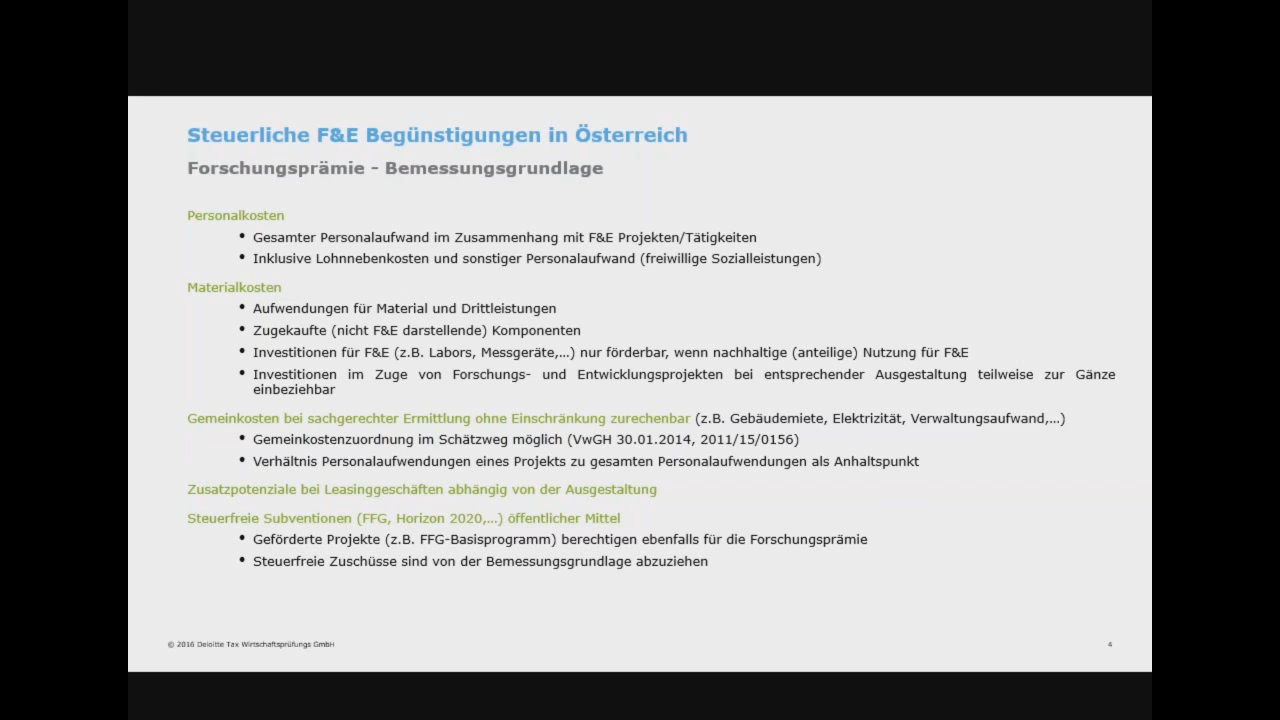 Steuerliche F&E Begünstigungen in Österreich
Forschungsprämie - Bemessungsgrundlage
Personalkosten
• Gesamter Personalaufwand im Zusammenhang mit F&E Projekten/Tätigkeiten
• Inklusive Lohnnebenkosten und sonstiger Personalaufwand (freiwillige Sozialleistungen)
Materialkosten
• Aufwendungen für Material und Drittleistungen
• Zugekaufte (nicht F&E darstellende) Komponenten
• Investitionen für F&E (z.B. Labors, Messgeräte,...) nur förderbar, wenn nachhaltige (anteilige) Nutzung für F&E
• Investitionen im Zuge von Forschungs- und Entwicklungsprojekten bei entsprechender Ausgestaltung teilweise zur Gänze
einbeziehbar
Gemeinkosten bei sachgerechter Ermittlung ohne Einschränkung zurechenbar (z.B. Gebäudemiete, Elektrizität, Verwaltungsaufwand,...)
• Gemeinkostenzuordnung im Schätzweg möglich (VwGH 30.01.2014, 2011/15/0156)
• Verhältnis Personalaufwendungen eines Projekts zu gesamten Personalaufwendungen als Anhaltspunkt
Zusatzpotenziale bei Leasinggeschäften abhängig von der Ausgestaltung
Steuerfreie Subventionen (FFG, Horizon 2020,...) öffentlicher Mittel
• Geförderte Projekte (z.B. FFG-Basisprogramm) berechtigen ebenfalls für die Forschungsprämie
• Steuerfreie Zuschüsse sind von der Bemessungsgrundlage abzuziehen
© 2016 Deloitte Tax Wirtschaftsprüfungs GmbH
4